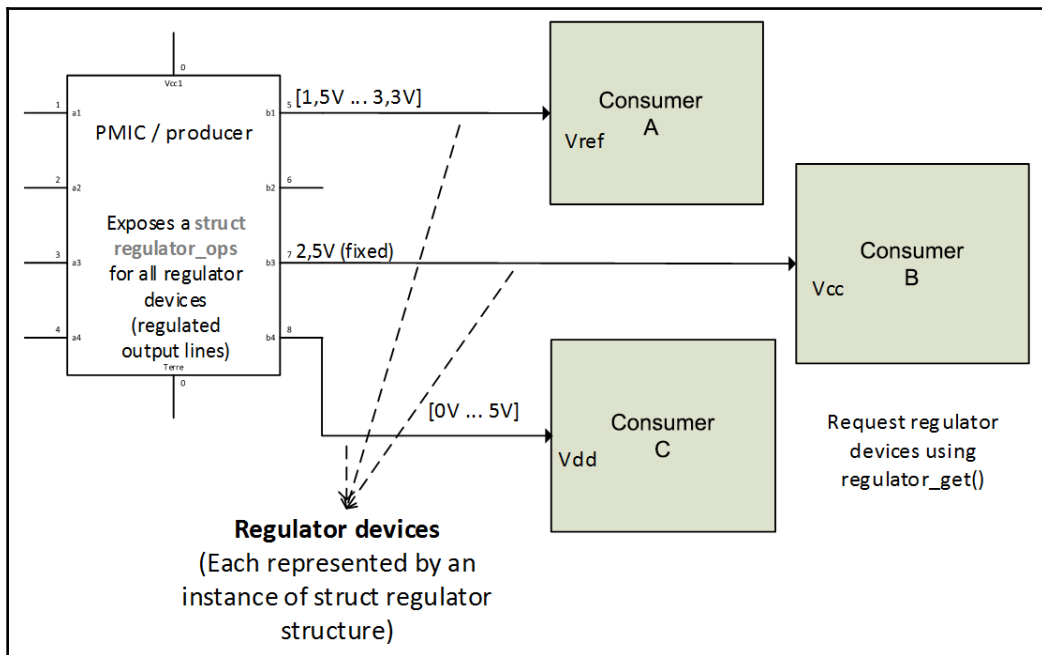 0
Vcc1
1
a1
PMIC / producer
b1
5
[1,5V ... 3,3V]
Consumer
A
Vref
2
a2
b2
6
Exposes a struct
regulator_ops
for all regulator
devices
(regulated
output lines)
3
a3
b3
7
2,5V (fixed)
Consumer
B
Vcc
4
a4
b4
8
Terre
0
[0V ... 5V]
Consumer
C
Vdd
Request regulator
devices using
regulator_get()
Regulator devices
(Each represented by an
instance of struct regulator
structure)